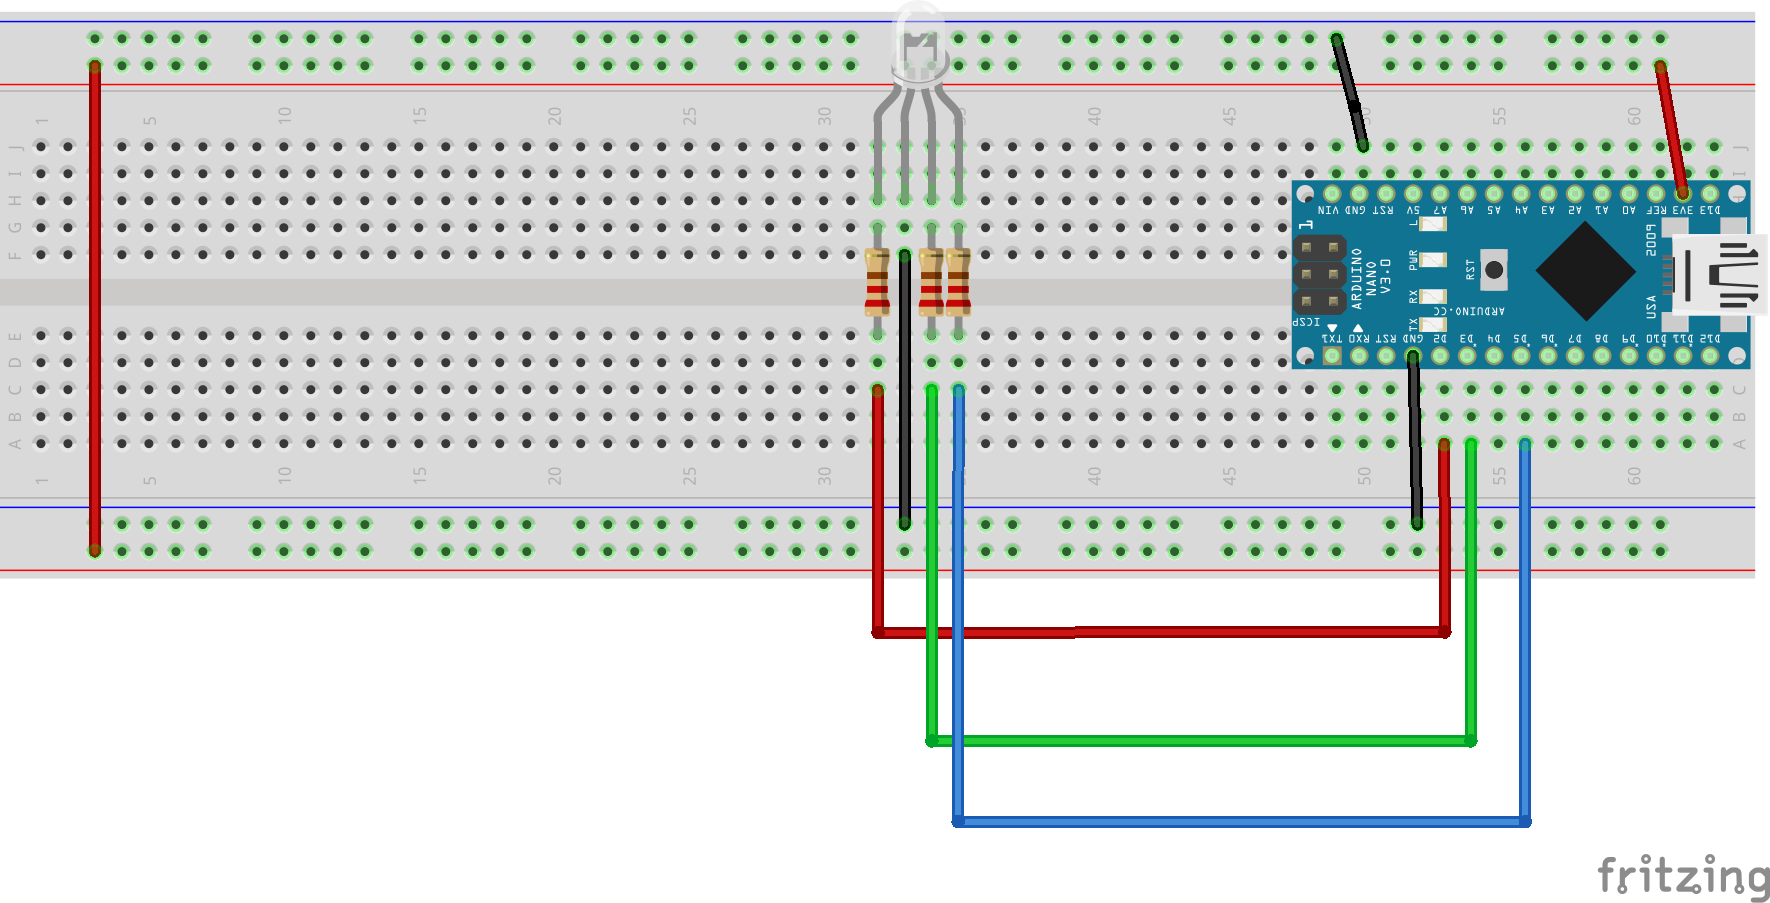 1 5 10 15 20 25 30 35 40 45 50 55 60
J
I
H
G
F
E
D
C
B
A
J
I
C
B
A
VIN GND RST 5V A7 A6 A5 A4 A3 A2 A1 A0 REF 3V3 D13
1
L
PWR
RX
TX
RST
ARDUINO
NANO
V3.0
ARDUINO.CC
USA
ICSP
TX1 RX0 RST GND D2 D3 D4 D5 D6 D7 D8 D9 D10 D11 D12
1 5 10 15 20 25 30 40 45 50 55 60
fritzing